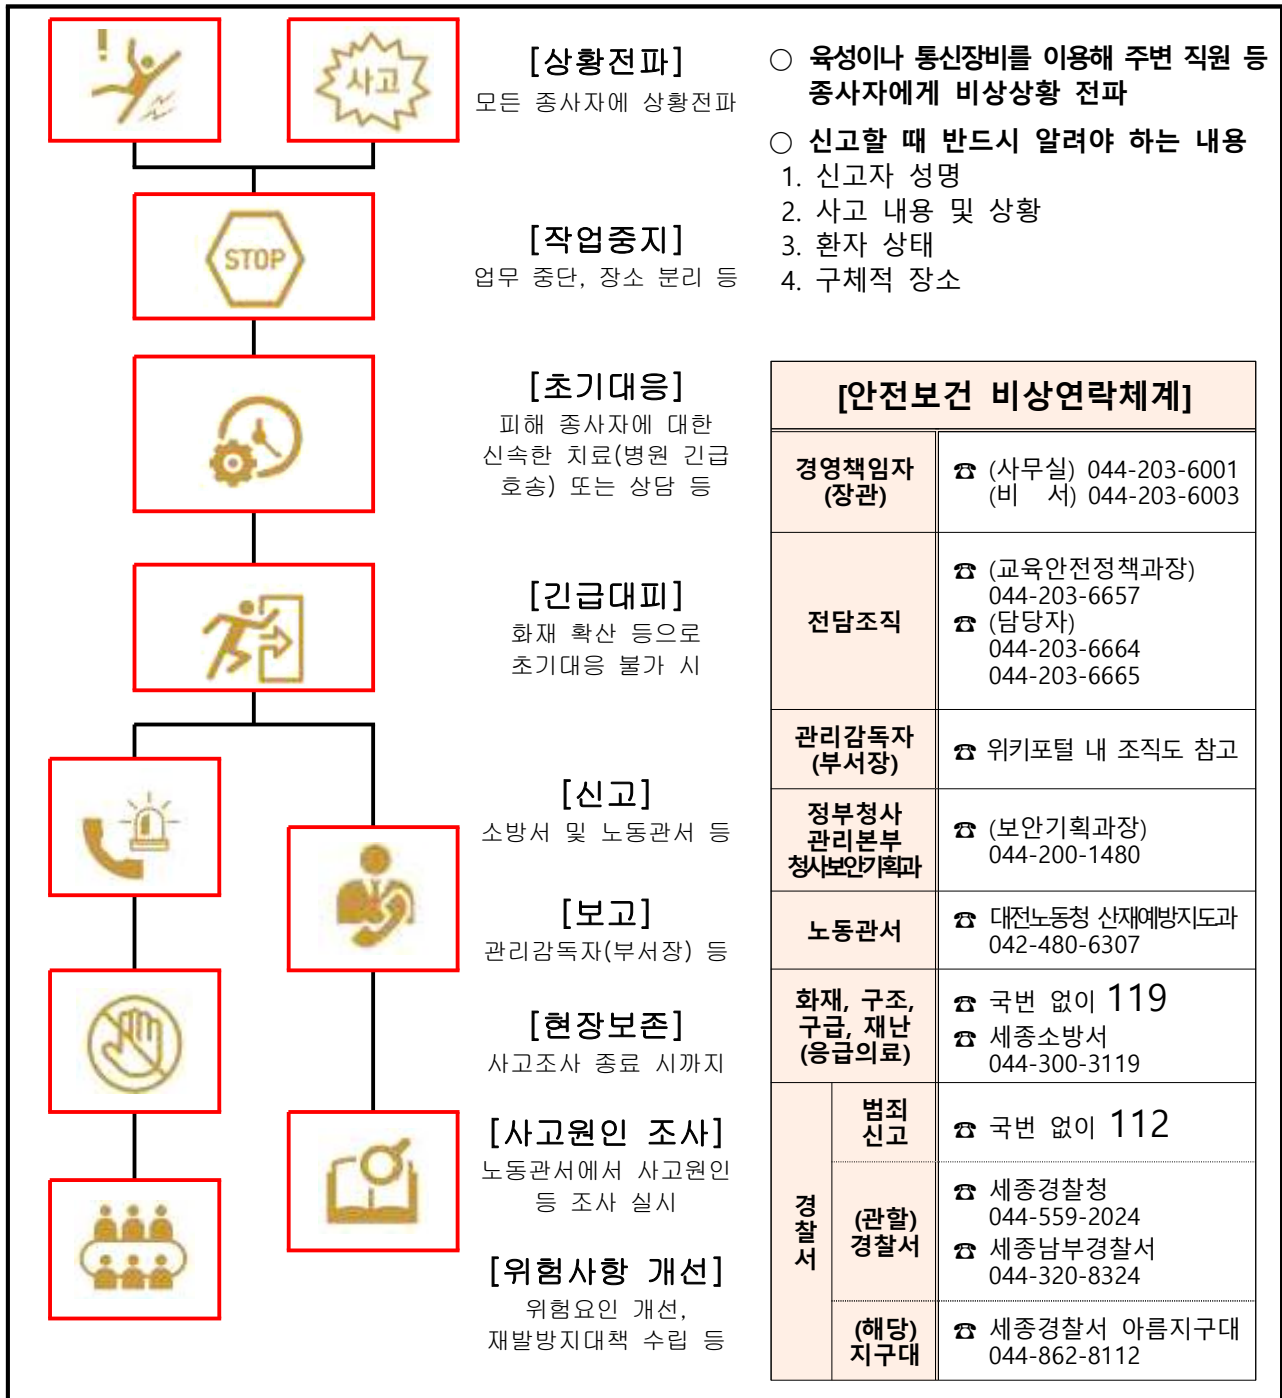 사고
[상황전파]
모든 종사자에 상황전파
STOP
[작업중지]
업무 중단, 장소 분리 등
[초기대응]
피해 종사자에 대한
신속한 치료(병원 긴급
호송) 또는 상담 등
[긴급대피]
화재 확산 등으로
초기대응 불가 시
[신고]
소방서 및 노동관서 등
[보고]
관리감독자(부서장) 등
[현장보존]
사고조사 종료 시까지
[사고원인 조사]
노동관서에서 사고원인
등 조사 실시
[위험사항 개선]
위험요인 개선,
재발방지대책 수립 등
○ 육성이나 통신장비를 이용해 주변 직원 등
종사자에게 비상상황 전파
○ 신고할 때 반드시 알려야 하는 내용
1. 신고자 성명
2. 사고 내용 및 상황
3. 환자 상태
4. 구체적 장소
[안전보건 비상연락체계]
경영책임자
(장관)
☎ (사무실) 044-203-6001
(비 서) 044-203-6003
전담조직
☎ (교육안전정책과장)
044-203-6657
☎ (담당자)
044-203-6664
044-203-6665
관리감독자
(부서장)
☎ 위키포털 내 조직도 참고
정부청사
관리본부
청사보안기획과
☎ (보안기획과장)
044-200-1480
노동관서
☎ 대전노동청 산재예방지도과
042-480-6307
화재, 구조,
구급, 재난
(응급의료)
☎ 국번 없이 119
☎ 세종소방서
044-300-3119
경찰서
범죄
신고
☎ 국번 없이 112
(관할)
경찰서
☎ 세종경찰청
044-559-2024
☎ 세종남부경찰서
044-320-8324
(해당)
지구대
☎ 세종경찰서 아름지구대
044-862-8112